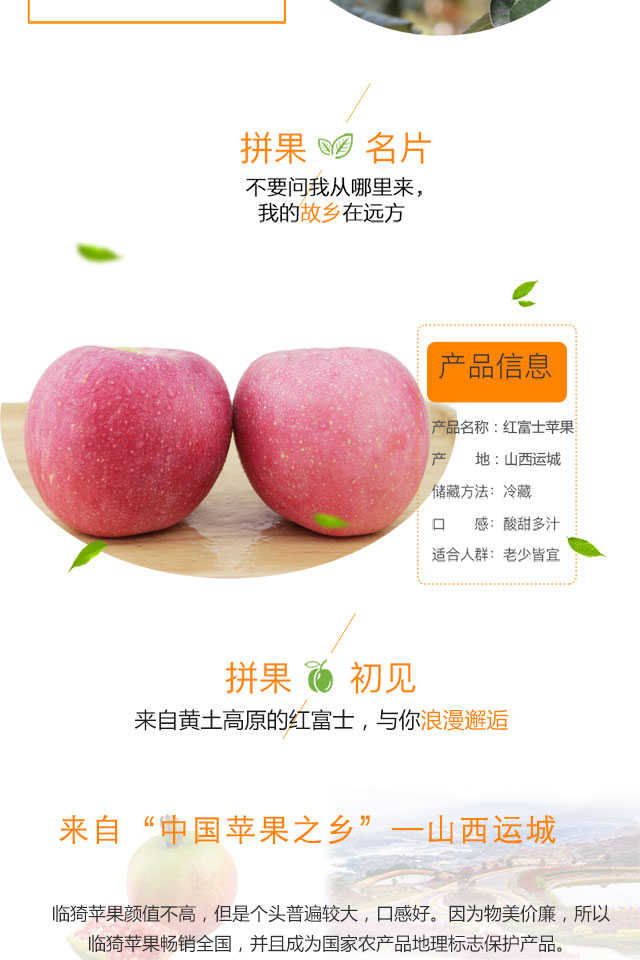 拼果 名片
不要问我从哪里来，
我的故乡在远方
产品信息
产品名称：红富士苹果
产 地：山西运城
储藏方法：冷藏
口 感：酸甜多汁
适合人群：老少皆宜
拼果 初见
来自黄土高原的红富士，与你浪漫邂逅
来自“中国苹果之乡”—山西运城
临猗苹果颜值不高，但是个头普遍较大，口感好。因为物美价廉，所以
临猗苹果畅销全国，并且成为国家农产品地理标志保护产品。